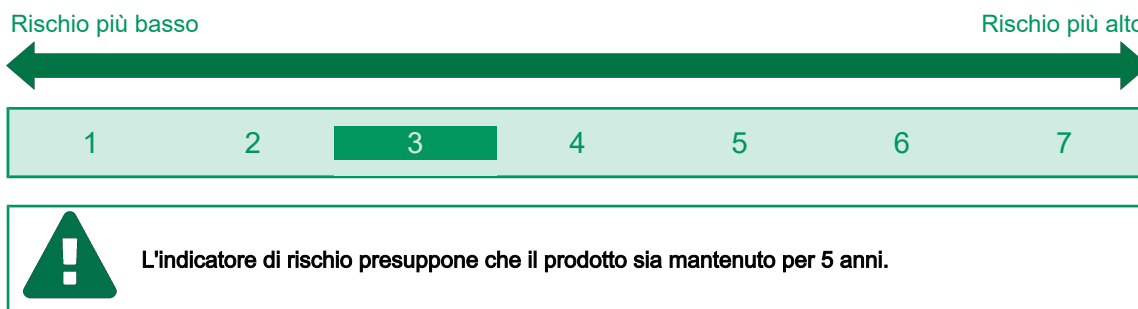 Rischio più basso Rischio più alto
1 2 3 4 5 6 7
L'indicatore di rischio presuppone che il prodotto sia mantenuto per 5 anni.